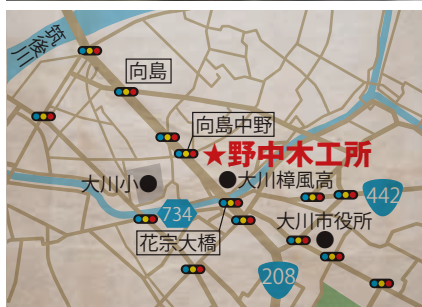 筑後川
向島
向島中野
★野中木工所
大川小
大川樟風高
442
734
大川市役所
花宗大橋
208